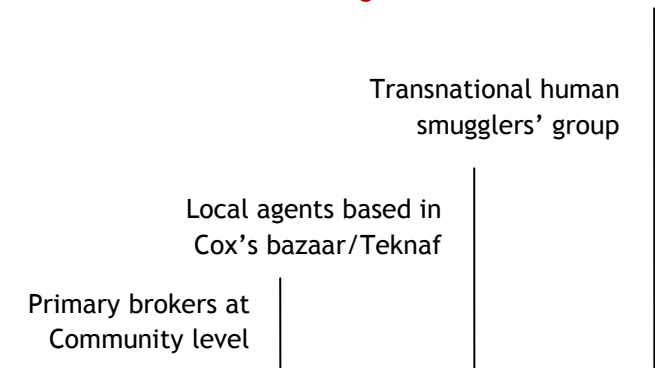 Transnational human
smugglers' group
Local agents based in
Cox's bazaar/Teknaf
Primary brokers at
Community level